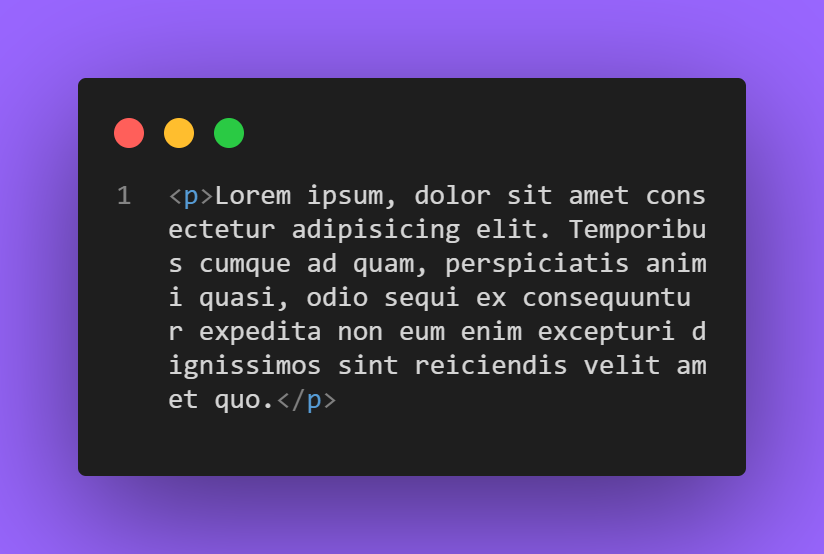 1 <p>Lorem ipsum, dolor sit amet cons
ectetur adipisicing elit. Temporibu
s cumque ad quam, perspiciatis anim
i quasi, odio sequi ex consequuntu
r expedita non eum enim excepturi d
ignissimos sint reiciendis velit am
et quo.</p>